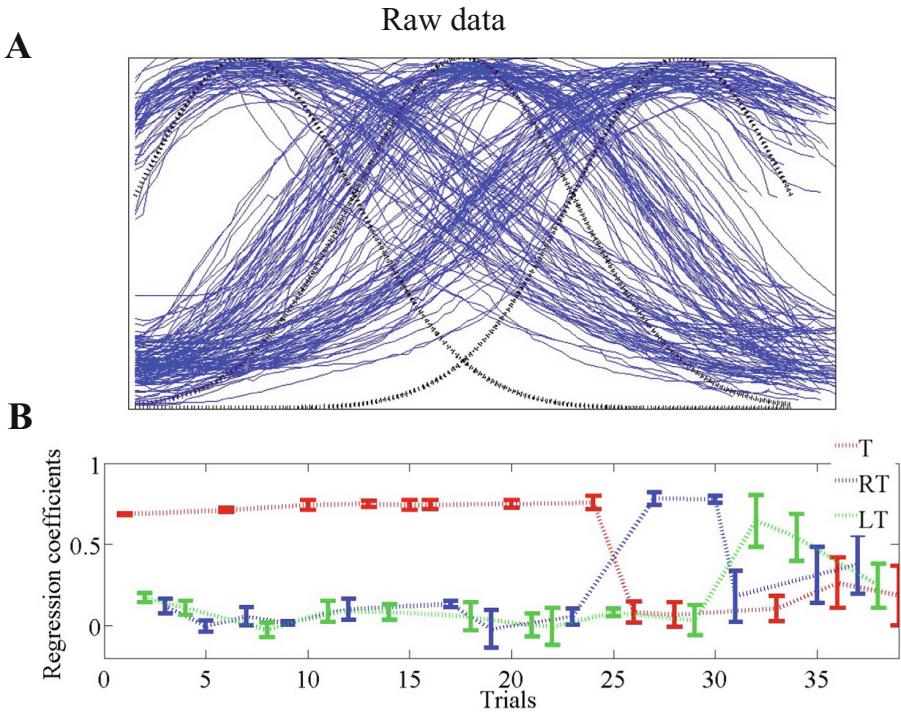 Raw data
A
B
Regression coefficients
1
0.5
0
T
RT
LT
0 5 10 15 20 25 30 35
Trials